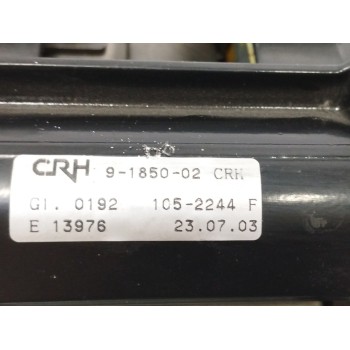 CRH 9-1850-02 CRH
GI. 0192 105-2244 F
E 13976 23.07.03